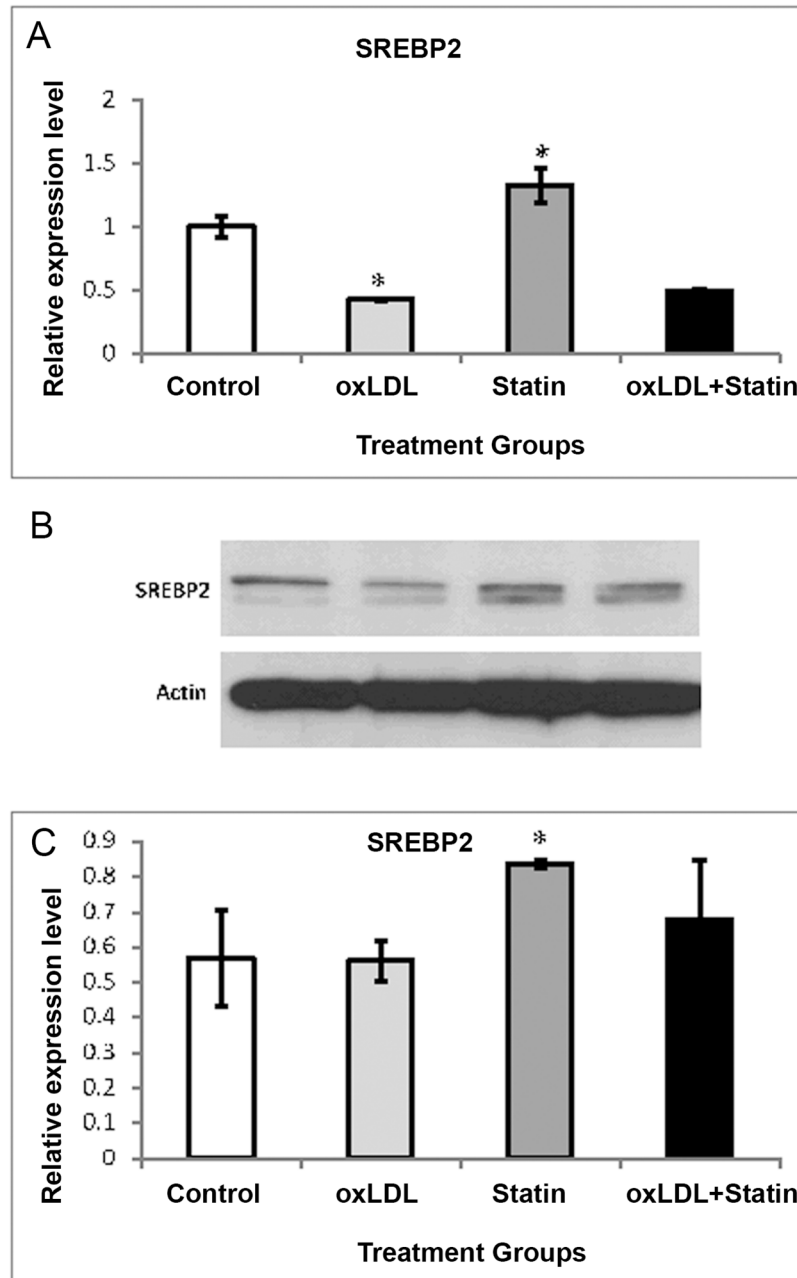 A
SREBP2
Relative expression level
2
1.5
*
1
0.5
*
0
Control oxLDL Statin oxLDL+Statin
Treatment Groups
B
SREBP2
Actin
C
SREBP2
Relative expression level
0.9
*
0.8
0.7
0.6
0.5
0.4
0.3
0.2
0.1
0
Control oxLDL Statin oxLDL+Statin
Treatment Groups